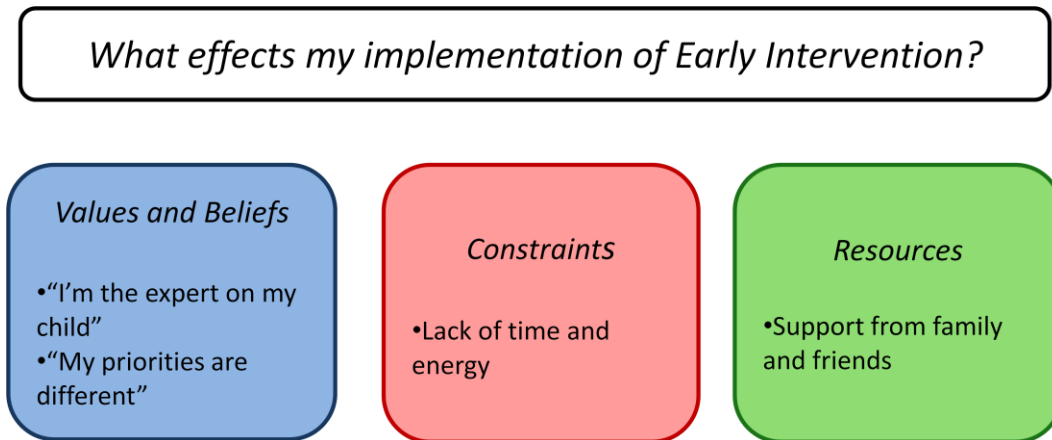 What effects my implementation of Early Intervention?
Values and Beliefs
•“I’m the expert on my
child”
•“My priorities are
different”
Constraints
•Lack of time and
energy
Resources
•Support from family
and friends